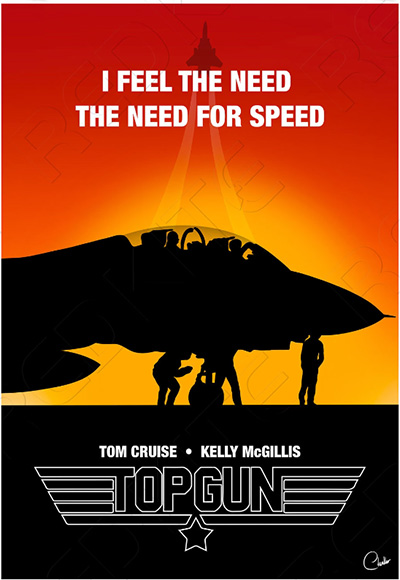 I FEEL THE NEED
THE NEED FOR SPEED
TOM CRUISE • KELLY McGILLIS
TOPGUN